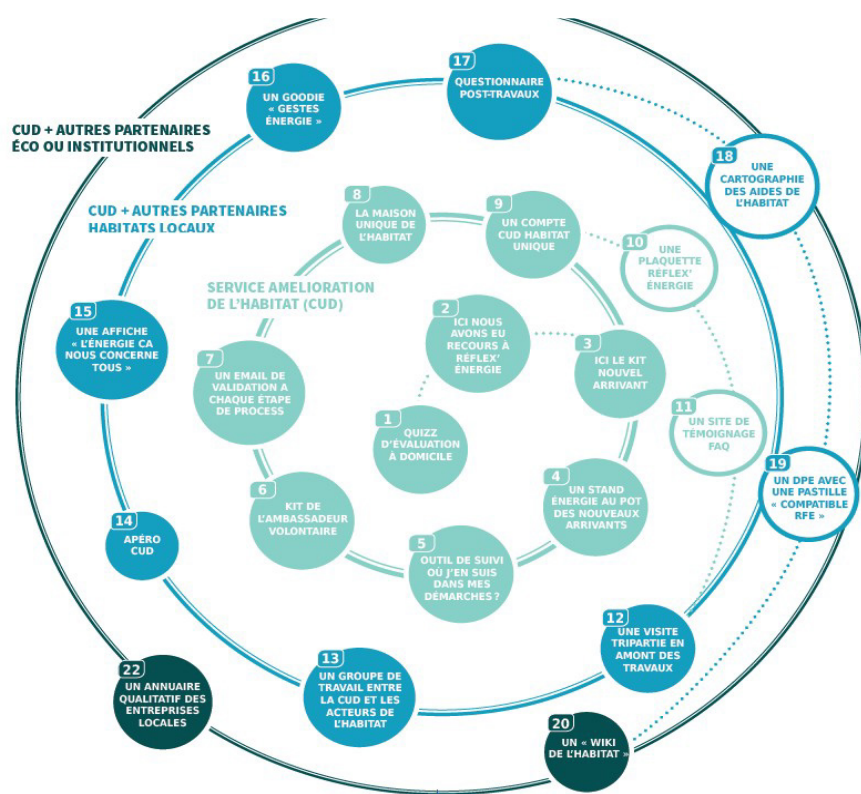 CUD + AUTRES PARTENAIRES
ÉCO OU INSTITUTIONNELS
CUD + AUTRES PARTENAIRES
HABITATS LOCAUX
SERVICE AMELIORATION
DE L'HABITAT (CUD)
1
QUIZZ
D'ÉVALUATION
À DOMICILE
2
ICI NOUS
AVONS EU
RECOURS À
RÉFLEX'
ÉNERGIE
3
ICI LE KIT
NOUVEL
ARRIVANT
4
UN STAND
ÉNERGIE AU POT
DES NOUVEAUX
ARRIVANTS
5
OUTIL DE SUIVI
OÙ J'EN SUIS
DANS MES
DÉMARCHES ?
6
KIT DE
L'AMBASSADEUR
VOLONTAIRE
7
UN EMAIL DE
VALIDATION A
CHAQUE ÉTAPE
DE PROCESS
8
LA MAISON
UNIQUE DE
L'HABITAT
9
UN COMPTE
CUD HABITAT
UNIQUE
10
UNE
PLAQUETTE
RÉFLEX'
ÉNERGIE
11
UN SITE DE
TÉMOIGNAGE
FAQ
12
UNE VISITE
TRIPARTIE EN
AMONT DES
TRAVAUX
13
UN GROUPE DE
TRAVAIL ENTRE
LA CUD ET LES
ACTEURS DE
L'HABITAT
14
APÉRO
CUD
15
UNE AFFICHE
« L'ÉNERGIE CA
NOUS CONCERNE
TOUS »
16
UN GOODIE
« GESTES
ÉNERGIE »
17
QUESTIONNAIRE
POST-TRAVAUX
18
UNE
CARTOGRAPHIE
DES AIDES DE
L'HABITAT
19
UN DPE AVEC
UNE PASTILLE
« COMPATIBLE
RFE »
20
UN « WIKI
DE L'HABITAT »
22
UN ANNUAIRE
QUALITATIF DES
ENTREPRISES
LOCALES